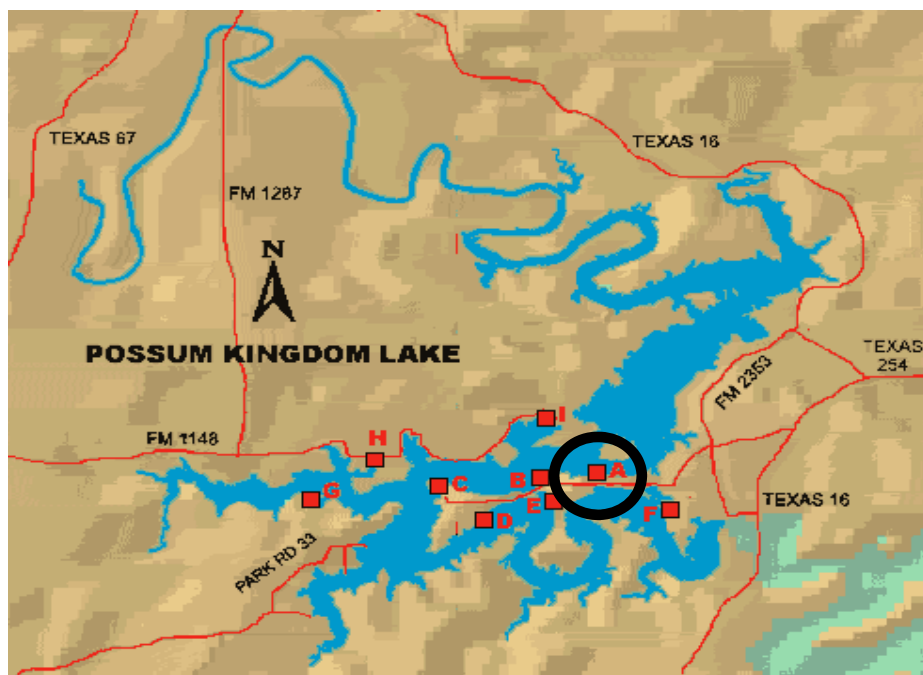 TEXAS 67
TEXAS 16
FM 1287
N
POSSUM KINGDOM LAKE
TEXAS
254
FM 2353
I
FM 1148
H
A
B
C
G
E
D
F
TEXAS 16
PARK RD 33